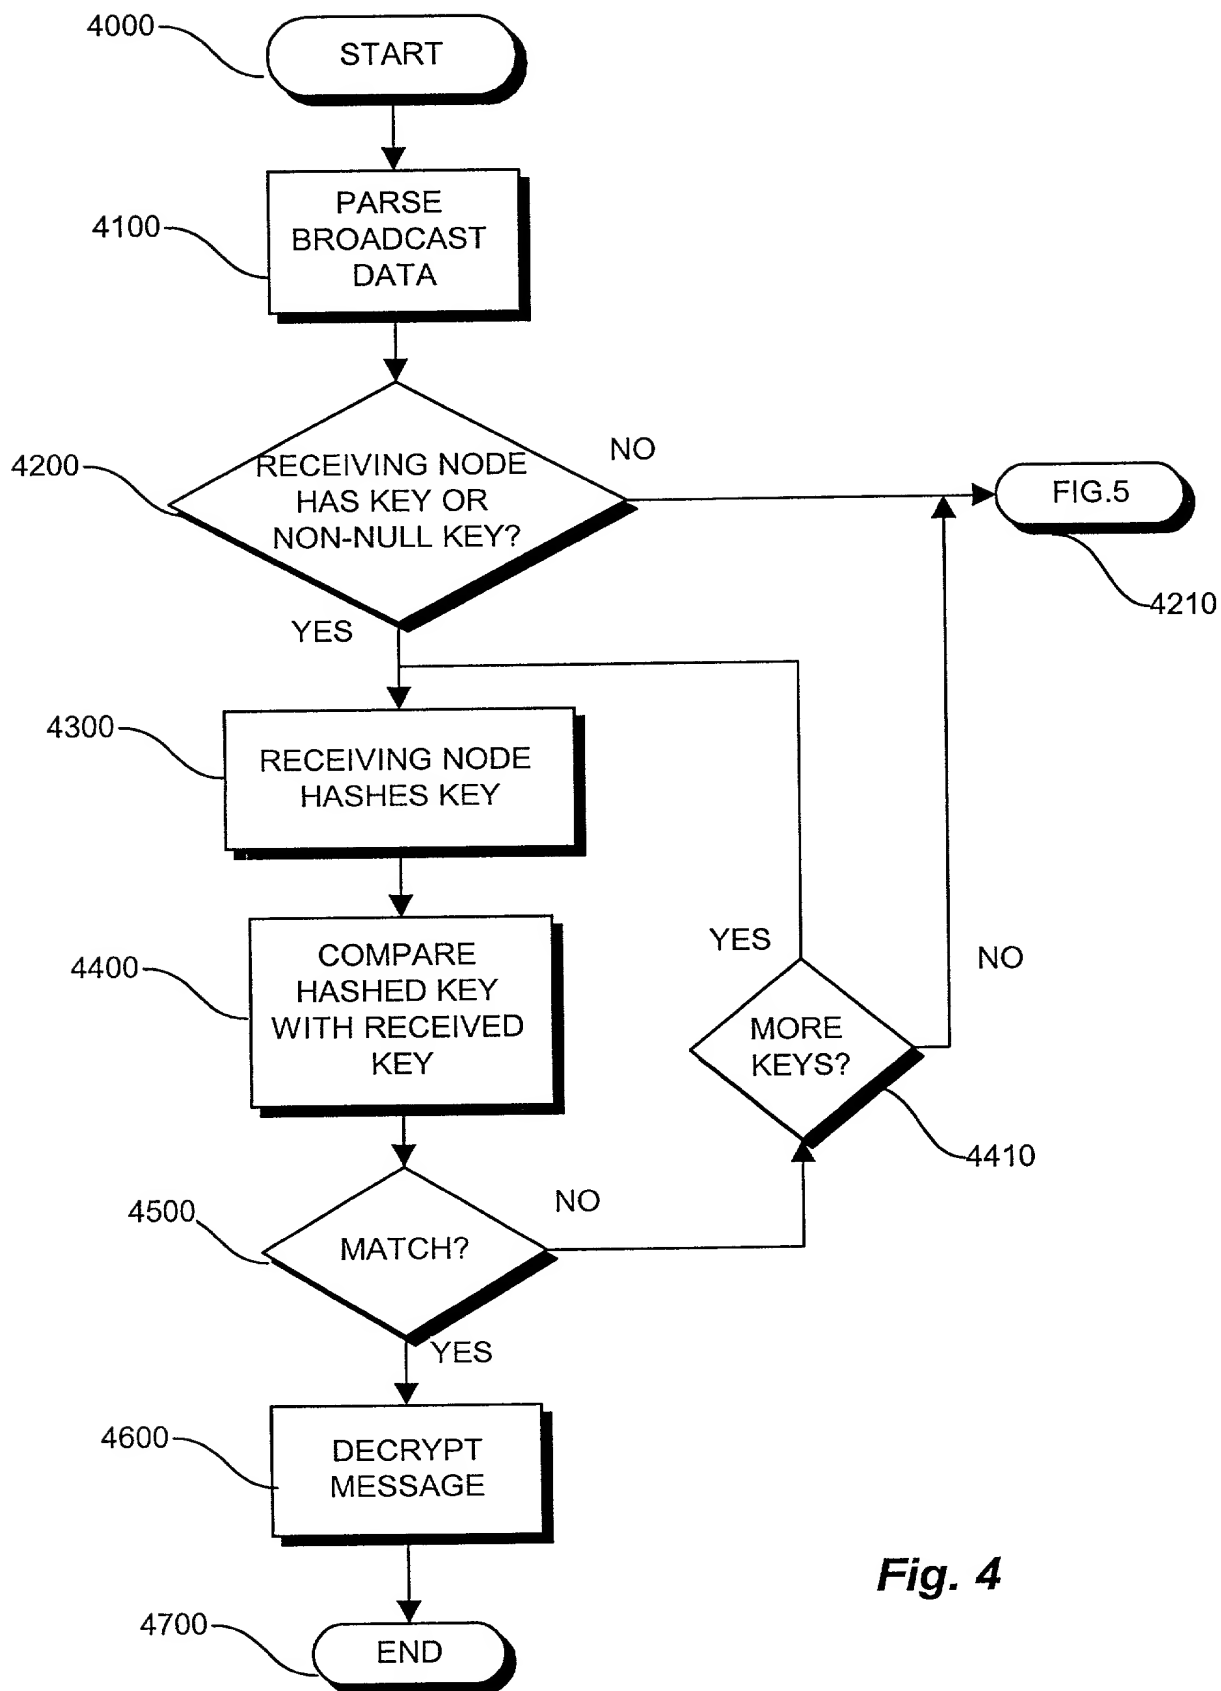 4000
START
4100
PARSE
BROADCAST
DATA
4200
RECEIVING NODE
HAS KEY OR
NON-NULL KEY?
NO
FIG.5
4210
YES
4300
RECEIVING NODE
HASHES KEY
4400
COMPARE
HASHED KEY
WITH RECEIVED
KEY
YES
NO
MORE
KEYS?
4410
4500
MATCH?
NO
YES
4600
DECRYPT
MESSAGE
4700
END
Fig. 4